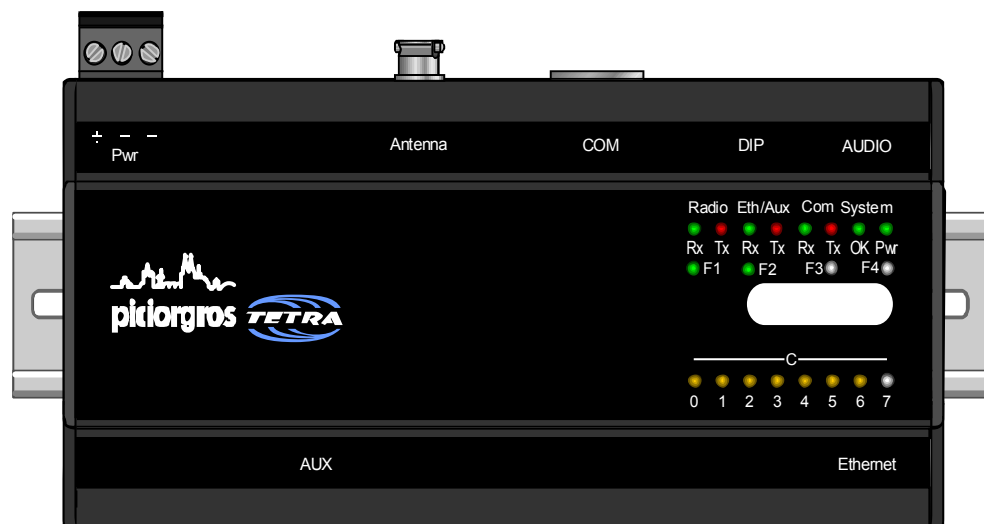 + − −
Pwr
Antenna
COM
DIP
AUDIO
Radio Eth/Aux Com System
Rx Tx Rx Tx Rx Tx OK Pwr
F1 F2 F3 F4
piciorgros TETRA
C
0 1 2 3 4 5 6 7
AUX
Ethernet